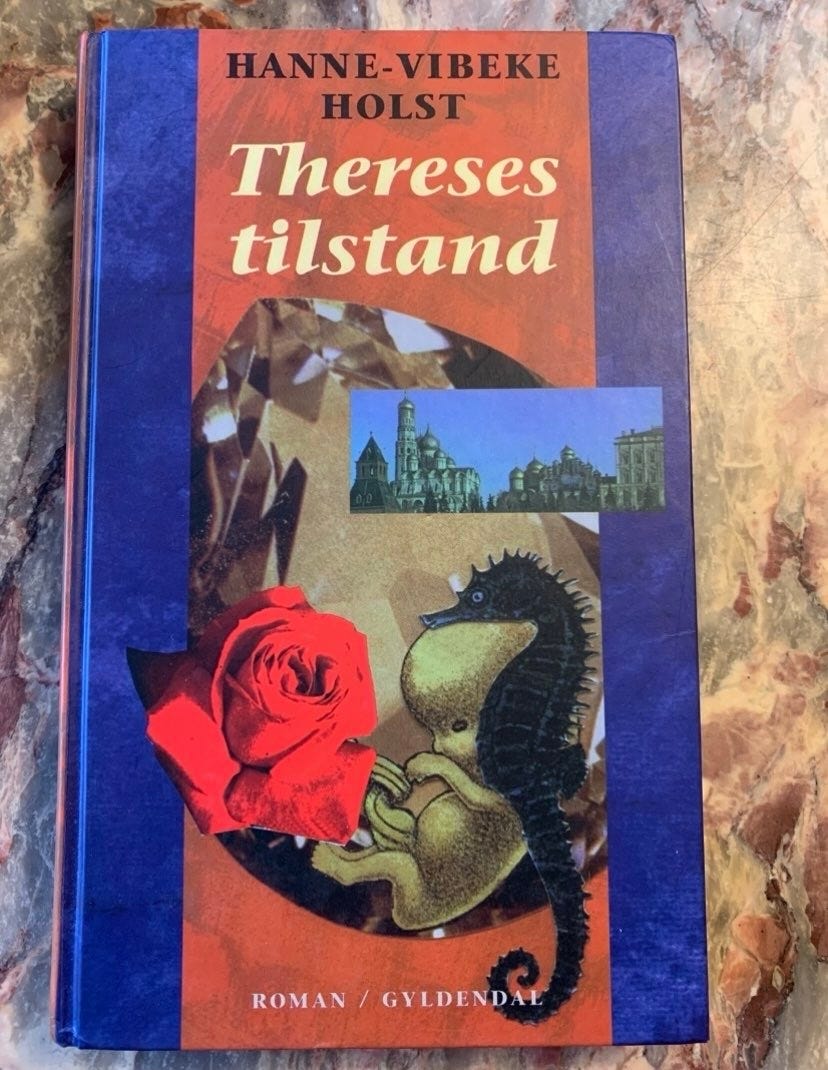 HANNE-VIBEKE
HOLST
Thereses
tilstand
ROMAN / GYLDENDAL